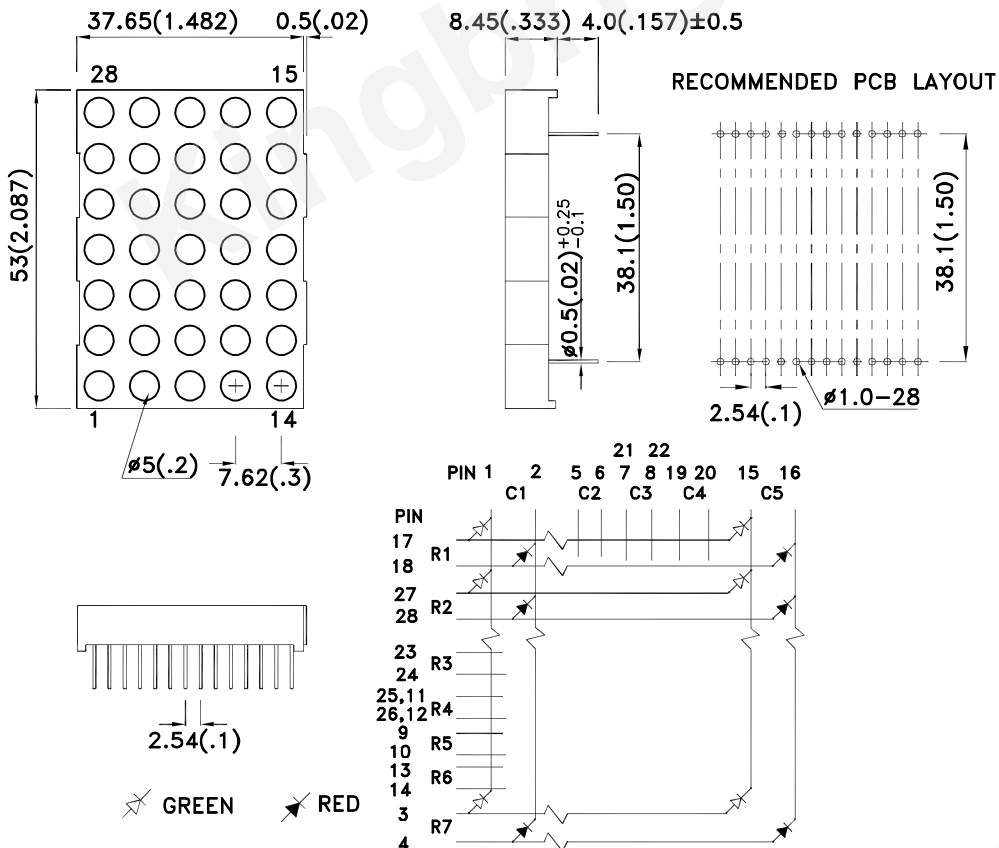 37.65(1.482)
0.5(.02)
8.45(.333)
4.0(.157)±0.5
28
15
RECOMMENDED PCB LAYOUT
53(2.087)
ø0.5(.02)+0.25 -0.1
38.1(1.50)
38.1(1.50)
1
14
ø5(.2)
7.62(.3)
2.54(.1)
ø1.0-28
21 22
PIN 1 2 5 6 7 8 19 20 15 16
C1 C2 C3 C4 C5
PIN
17
R1
18
27
R2
28
23
R3
24
25,11
R4
26,12
9
R5
10
13
R6
14
3
R7
4
2.54(.1)
GREEN
RED